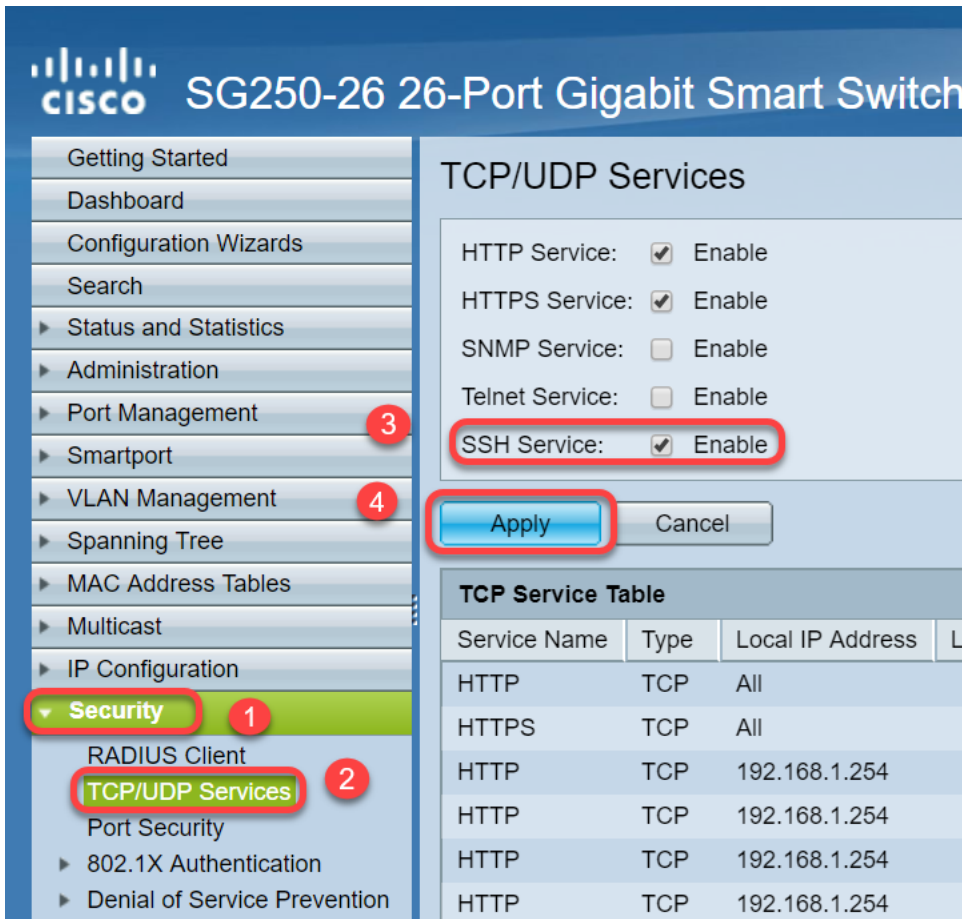 cisco SG250-26 26-Port Gigabit Smart Switch
Getting Started
Dashboard
Configuration Wizards
Search
Status and Statistics
Administration
Port Management
Smartport
VLAN Management
Spanning Tree
MAC Address Tables
Multicast
IP Configuration
Security
1
RADIUS Client
TCP/UDP Services
2
Port Security
802.1X Authentication
Denial of Service Prevention
TCP/UDP Services
HTTP Service: Enable
HTTPS Service: Enable
SNMP Service: Enable
Telnet Service: Enable
3
SSH Service: Enable
4
Apply Cancel
TCP Service Table
Service Name Type Local IP Address L
HTTP TCP All
HTTPS TCP All
HTTP TCP 192.168.1.254
HTTP TCP 192.168.1.254
HTTP TCP 192.168.1.254
HTTP TCP 192.168.1.254